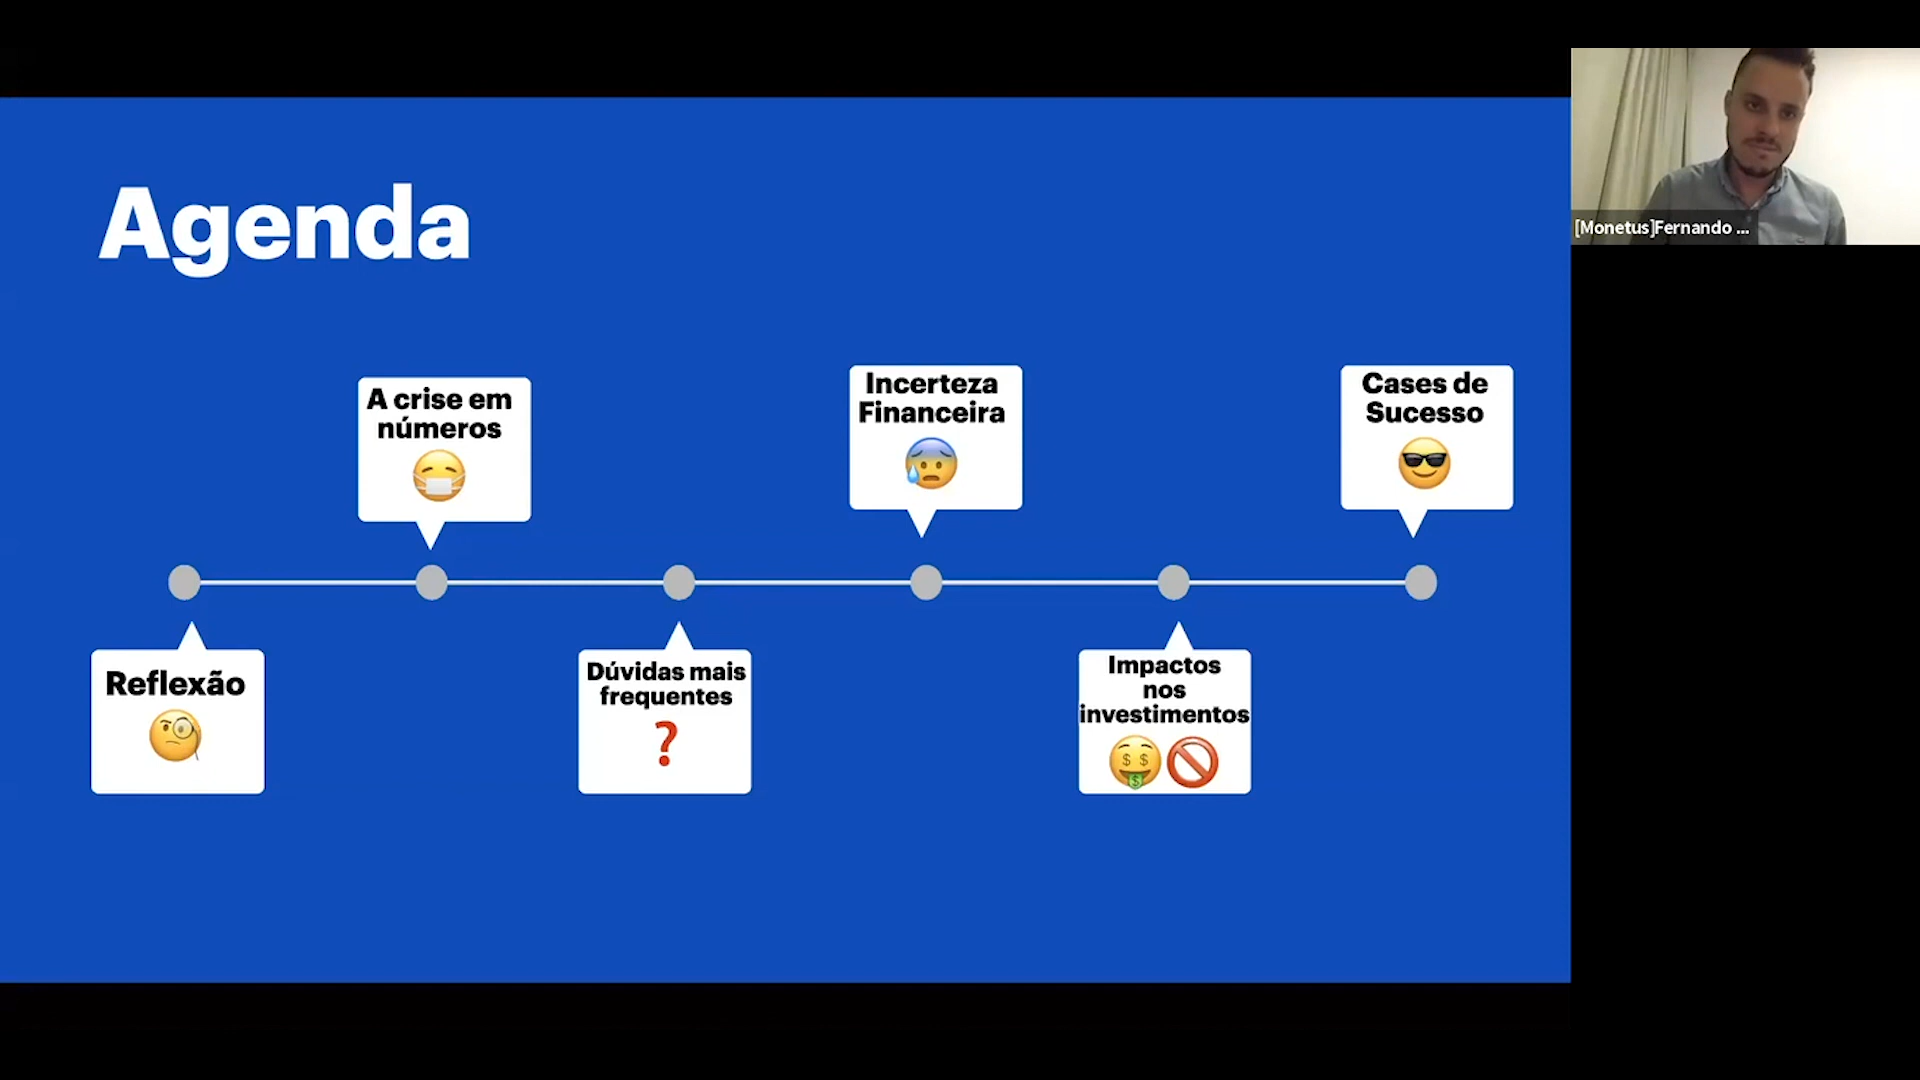 Agenda
Reflexão
A crise em
números
Dúvidas mais
frequentes
Incerteza
Financeira
Impactos
nos
investimentos
Cases de
Sucesso
[Monetus]Fernando ...